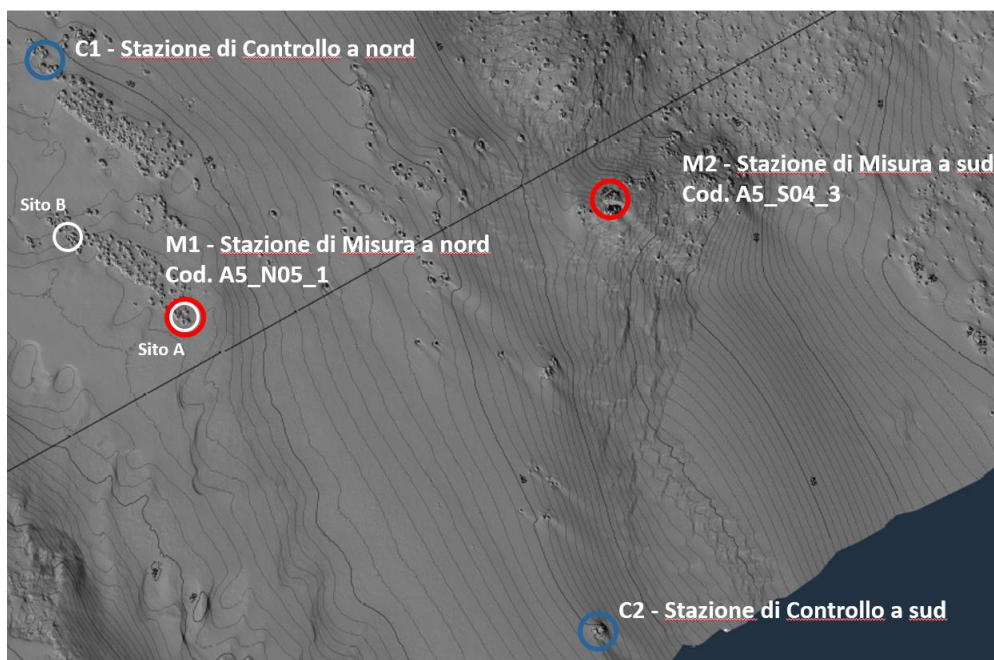 C1 - Stazione di Controllo a nord
M2 - Stazione di Misura a sud
Cod. A5_S04_3
Sito B
M1 - Stazione di Misura a nord
Cod. A5_N05_1
Sito A
C2 - Stazione di Controllo a sud